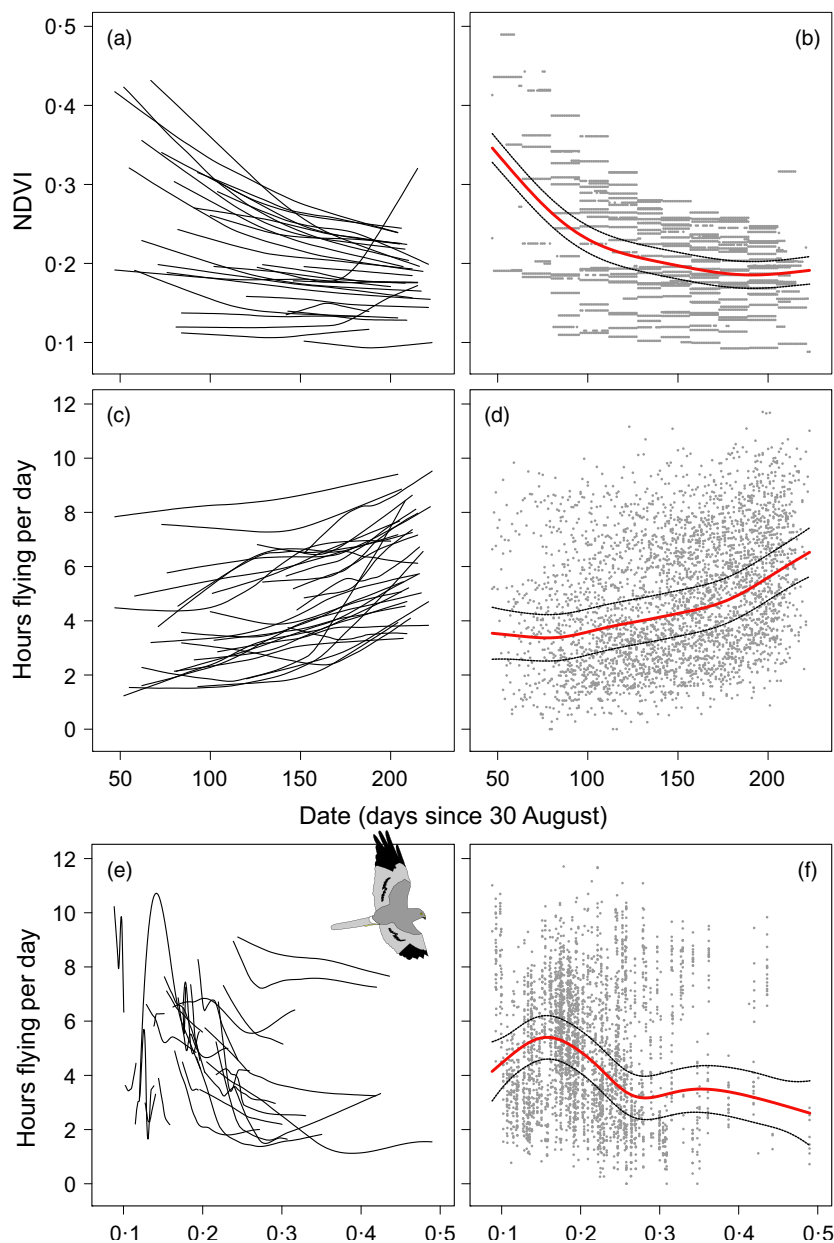 (a)
(b)
0·5
0·4
0·3
0·2
0·1
NDVI
(c)
(d)
12
10
8
6
4
2
0
Hours flying per day
50 100 150 200 50 100 150 200
Date (days since 30 August)
(e)
(f)
12
10
8
6
4
2
0
Hours flying per day
0·1 0·2 0·3 0·4 0·5 0·1 0·2 0·3 0·4 0·5